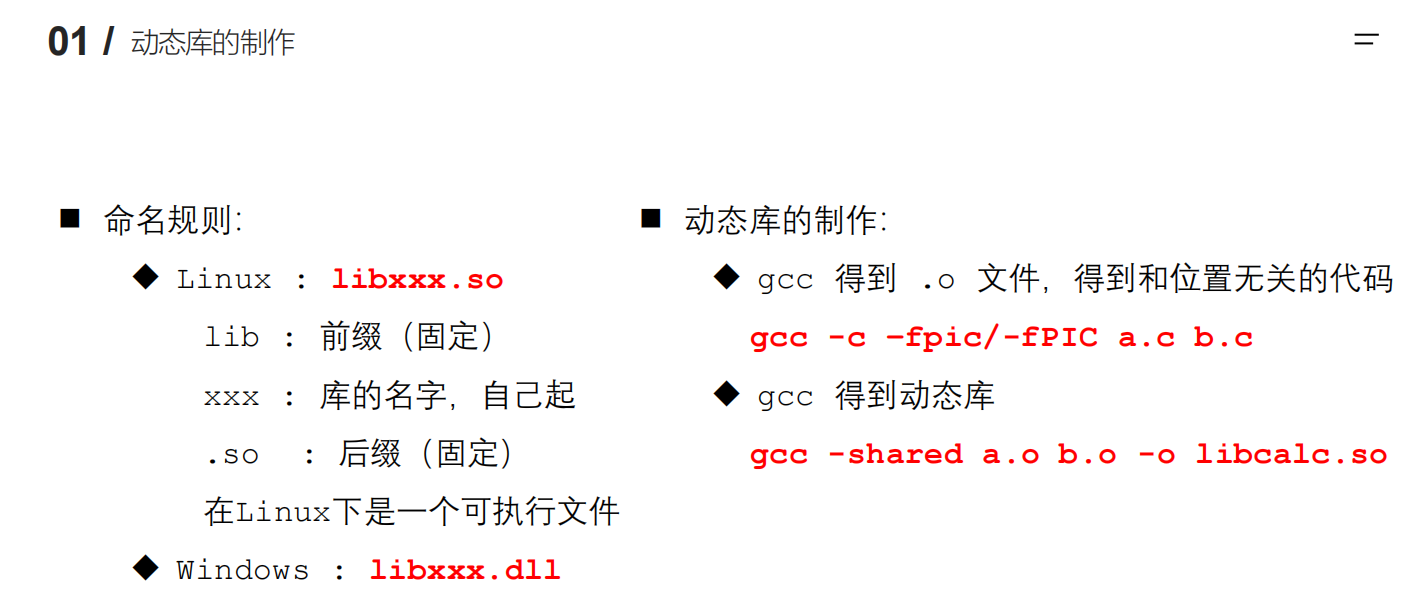 01 / 动态库的制作
■ 命名规则：
◆ Linux : libxxx.so
lib : 前缀（固定）
xxx : 库的名字，自己起
.so : 后缀（固定）
在Linux下是一个可执行文件
◆ Windows : libxxx.dll
■ 动态库的制作：
◆ gcc 得到 .o 文件，得到和位置无关的代码
gcc -c –fpic/-fPIC a.c b.c
◆ gcc 得到动态库
gcc -shared a.o b.o -o libcalc.so